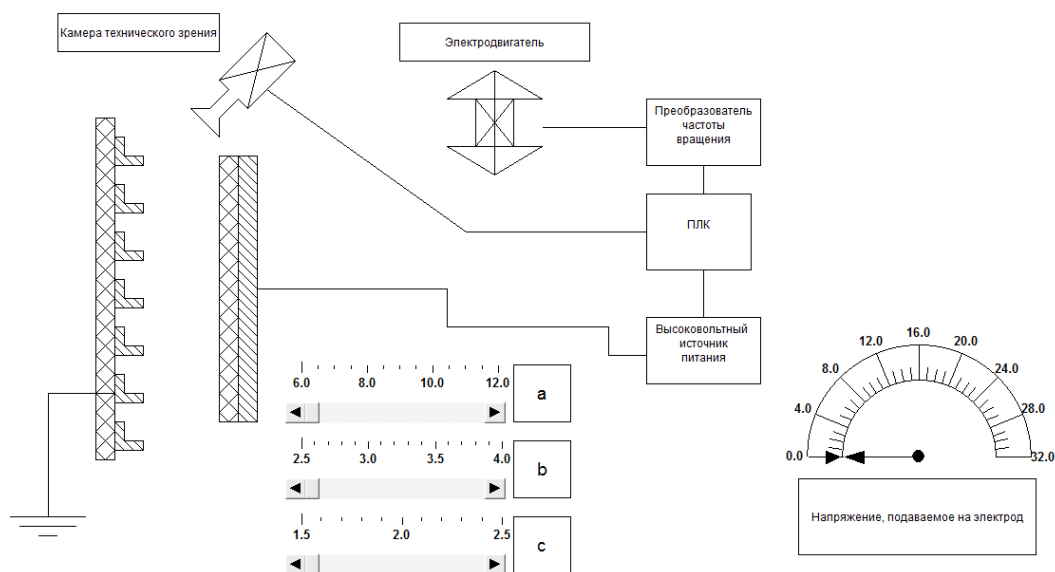 Камера технического зрения
Электродвигатель
Преобразователь
частоты
вращения
ПЛК
Высоковольтный
источник
питания
6.0 8.0 10.0 12.0
a
2.5 3.0 3.5 4.0
b
1.5 2.0 2.5
c
0.0 4.0 8.0 12.0 16.0 20.0 24.0 28.0 32.0
Напряжение, подаваемое на электрод